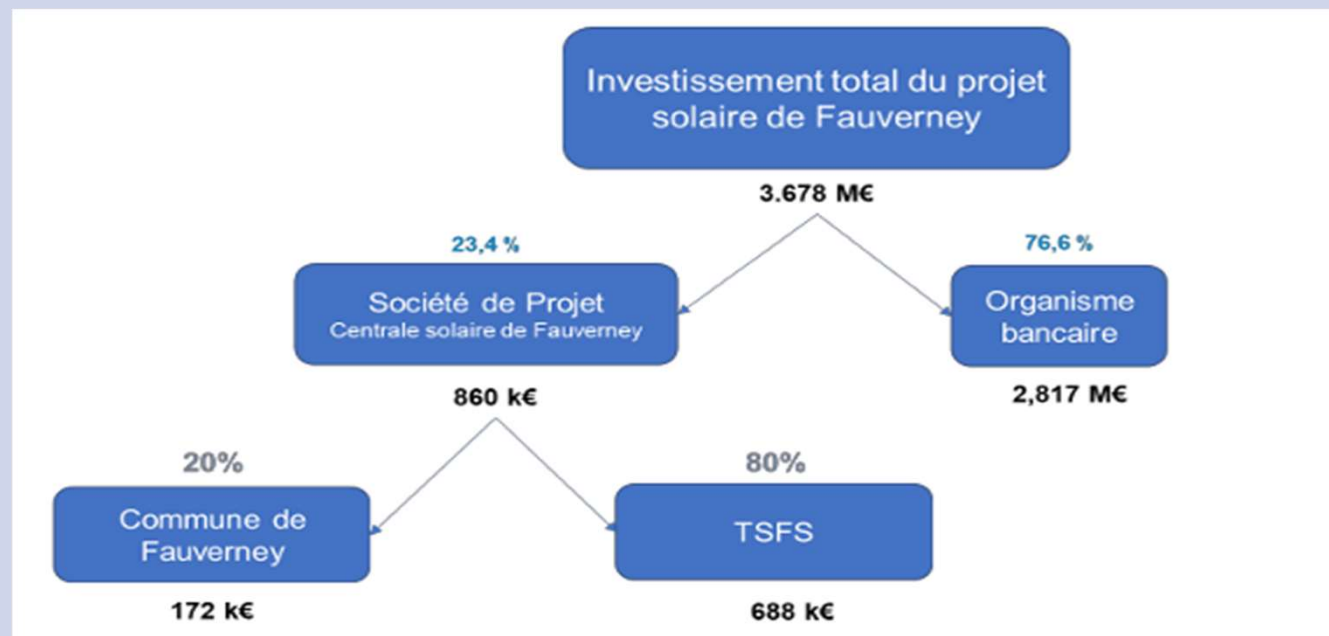 Investissement total du projet
solaire de Fauverney
3.678 M€
23,4 %
76,6 %
Société de Projet
Centrale solaire de Fauverney
Organisme
bancaire
860 k€
2,817 M€
20%
80%
Commune de
Fauverney
TSFS
172 k€
688 k€